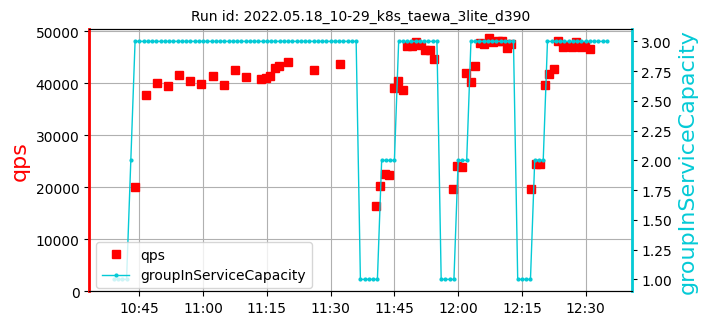 Run id: 2022.05.18_10-29_k8s_taewa_3lite_d390
50000
40000
30000
20000
10000
0
qps
3.00
2.75
2.50
2.25
2.00
1.75
1.50
1.25
1.00
groupInServiceCapacity
qps
groupInServiceCapacity
10:45 11:00 11:15 11:30 11:45 12:00 12:15 12:30